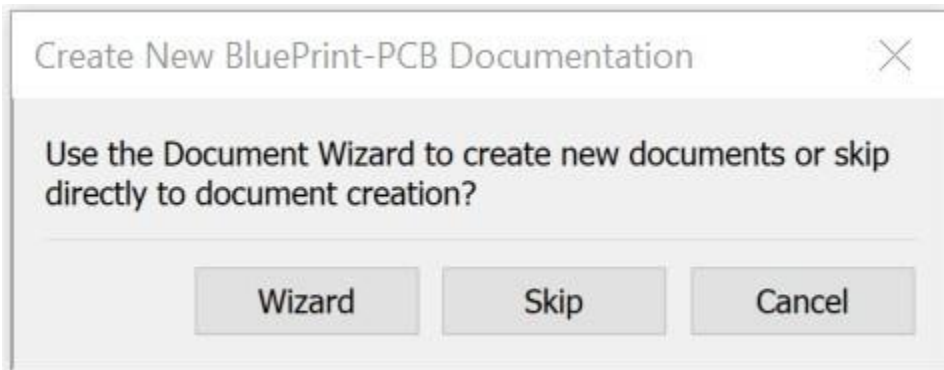 Create New BluePrint-PCB Documentation
Use the Document Wizard to create new documents or skip
directly to document creation?
Wizard Skip Cancel